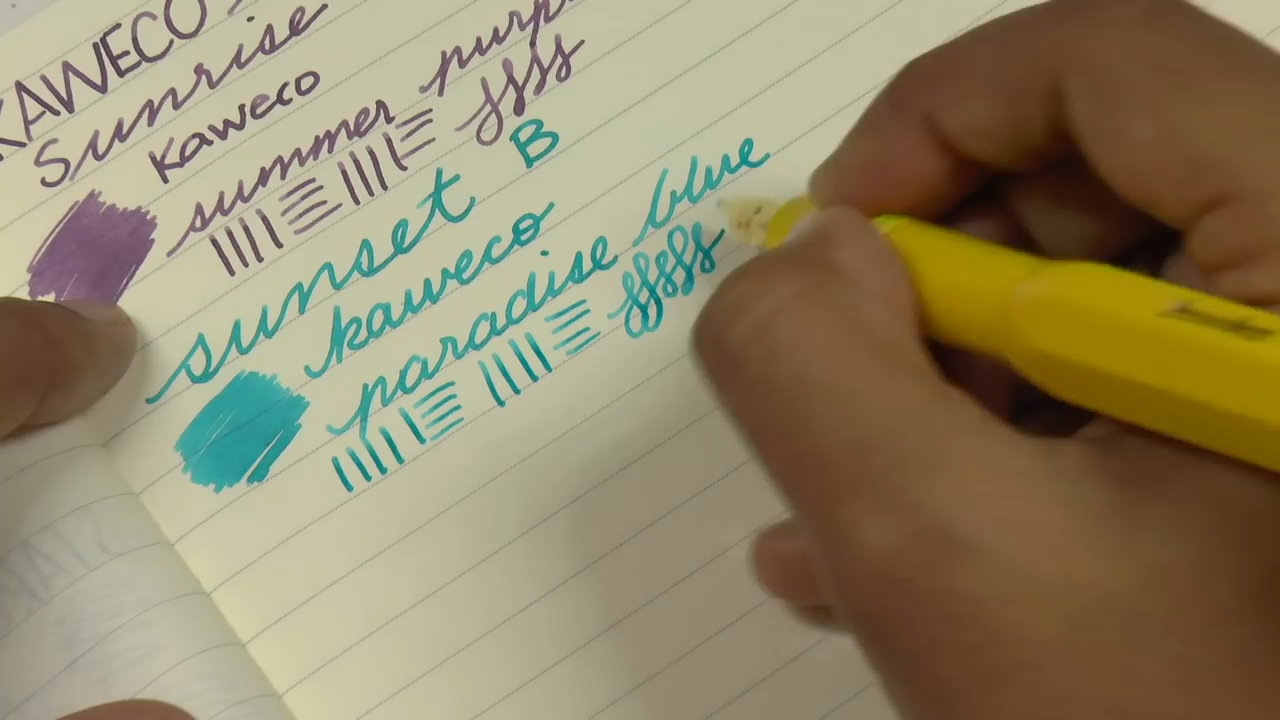 KAWECO
Sunrise
Kaweco
summer purp
sunset B
kaweco
paradise blue